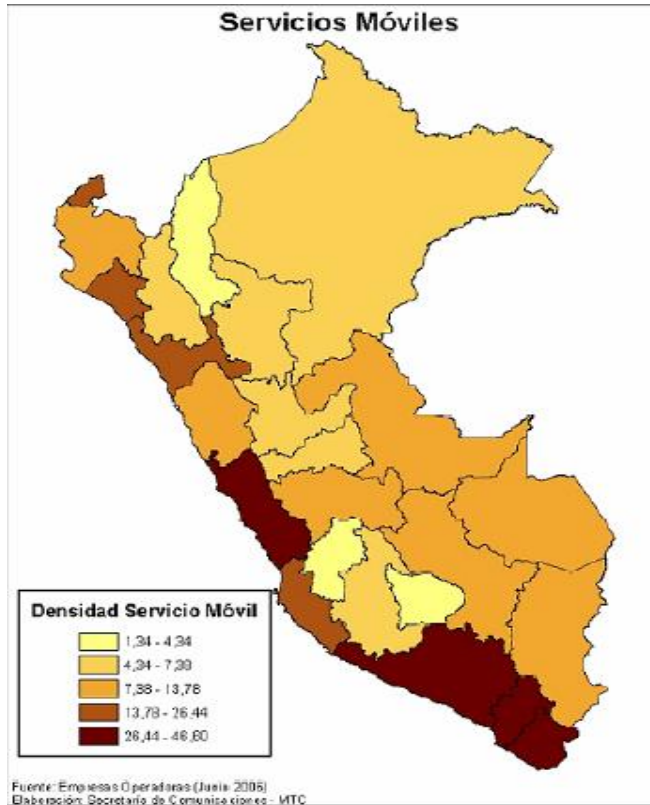 Servicios Móviles
Densidad Servicio Móvil
1,34 - 4,34
4,34 - 7,38
7,38 - 13,78
13,78 - 26,44
26,44 - 46,60
Fuente: Empresas Operadoras (Junio 2006)
Elaboración: Secretaría de Comunicaciones - MTC